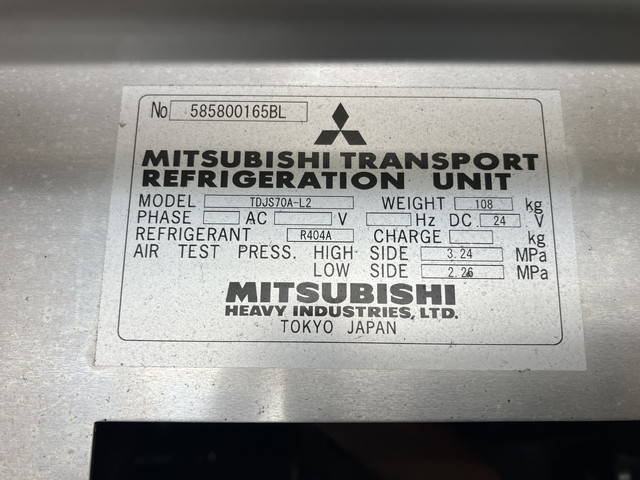 No 585800165BL
MITSUBISHI TRANSPORT
REFRIGERATION UNIT
MODEL TDJS70A-L2 WEIGHT 108 kg
PHASE AC V Hz DC 24 V
REFRIGERANT R404A CHARGE kg
AIR TEST PRESS. HIGH SIDE 3.24 MPa
LOW SIDE 2.26 MPa
MITSUBISHI
HEAVY INDUSTRIES, LTD.
TOKYO JAPAN